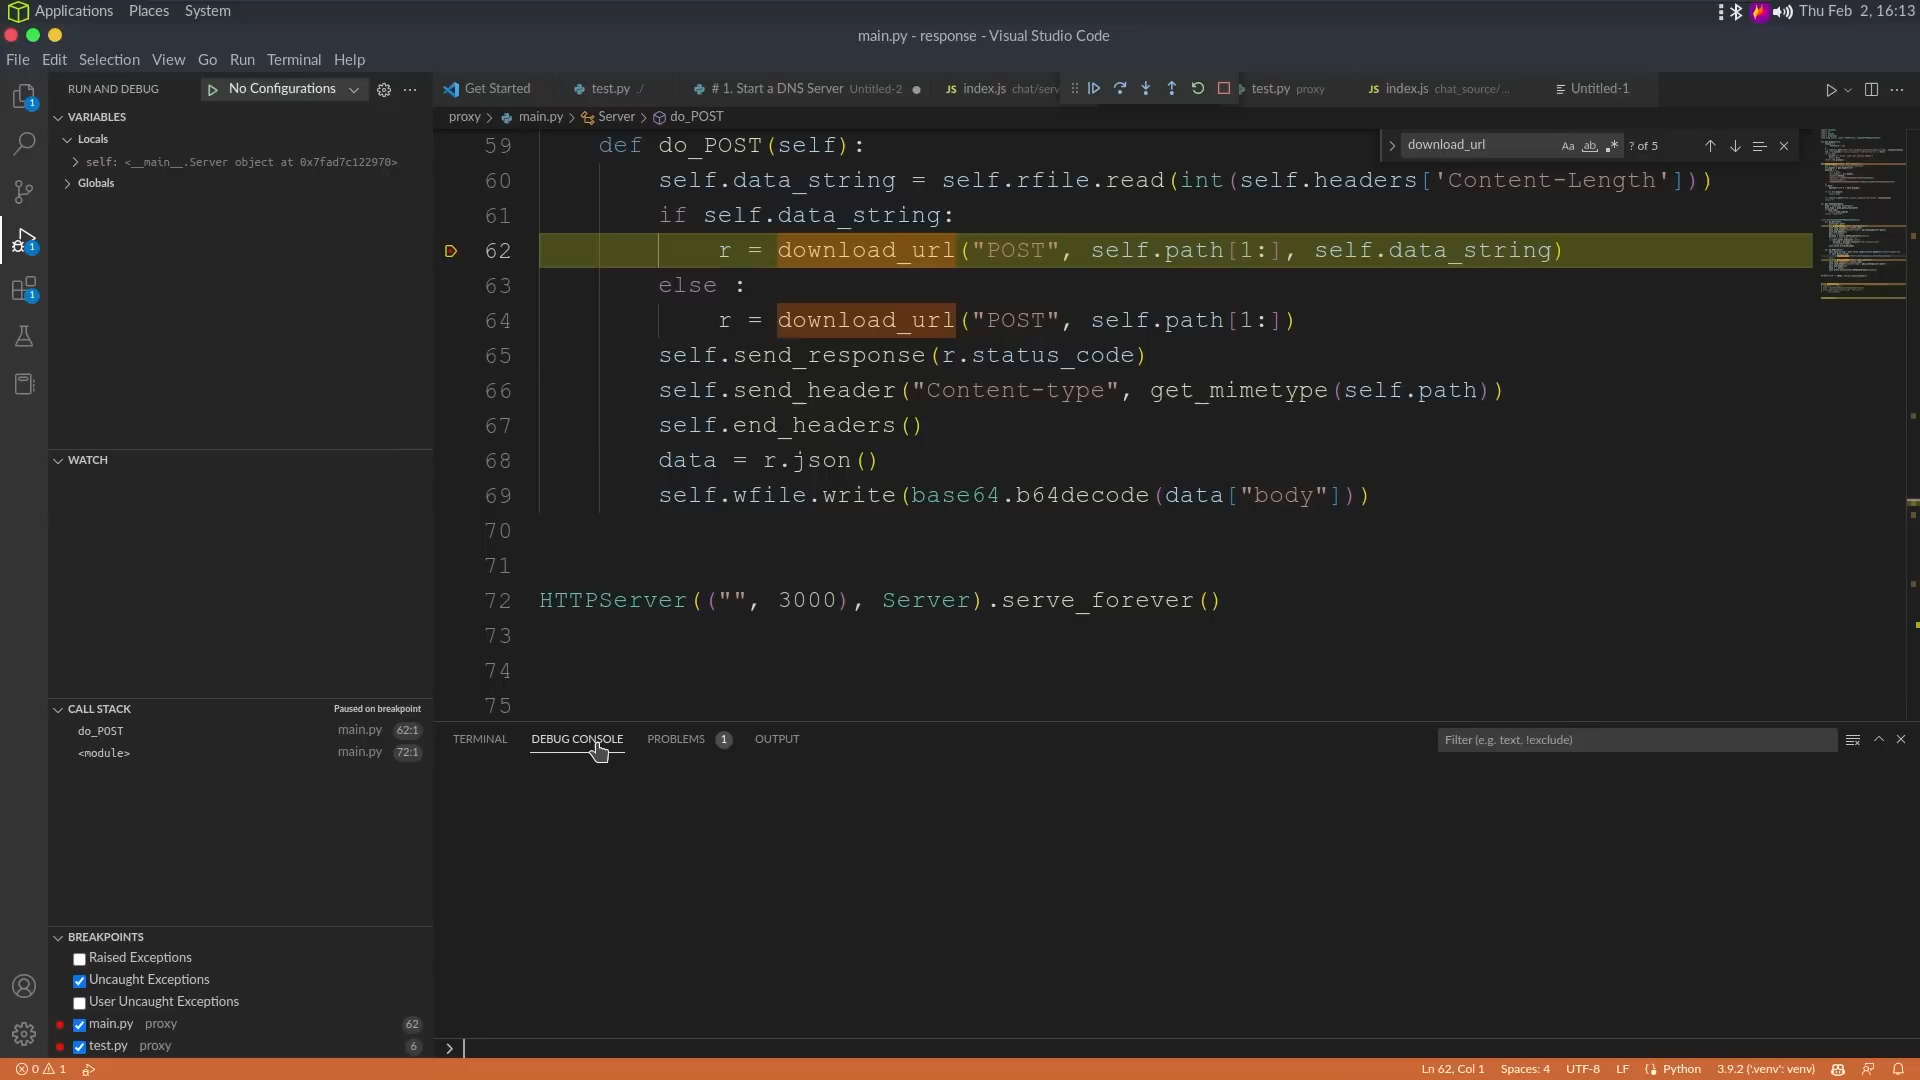 Applications Places System
Thu Feb 2, 16:13
main.py - response - Visual Studio Code
File Edit Selection View Go Run Terminal Help
RUN AND DEBUG No Configurations
Get Started test.py ./ # 1. Start a DNS Server Untitled-2 JS index.js chat/serv test.py proxy JS index.js chat_source/... Untitled-1
proxy > main.py > Server > do_POST
download_url Aa ab .* ? of 5
VARIABLES
Locals
self: <__main__.Server object at 0x7fad7c122970>
Globals
59 def do_POST(self):
60 self.data_string = self.rfile.read(int(self.headers['Content-Length']))
61 if self.data_string:
62 r = download_url("POST", self.path[1:], self.data_string)
63 else :
64 r = download_url("POST", self.path[1:])
65 self.send_response(r.status_code)
66 self.send_header("Content-type", get_mimetype(self.path))
67 self.end_headers()
68 data = r.json()
69 self.wfile.write(base64.b64decode(data["body"]))
70
71
72 HTTPServer(("", 3000), Server).serve_forever()
73
74
75
WATCH
CALL STACK Paused on breakpoint
do_POST main.py 62:1
<module> main.py 72:1
BREAKPOINTS
Raised Exceptions
Uncaught Exceptions
User Uncaught Exceptions
main.py proxy 62
test.py proxy 6
TERMINAL DEBUG CONSOLE PROBLEMS 1 OUTPUT
Filter (e.g. text, !exclude)
>
1
1
1
0 1
Ln 62, Col 1 Spaces: 4 UTF-8 LF Python 3.9.2 ('.venv': venv)